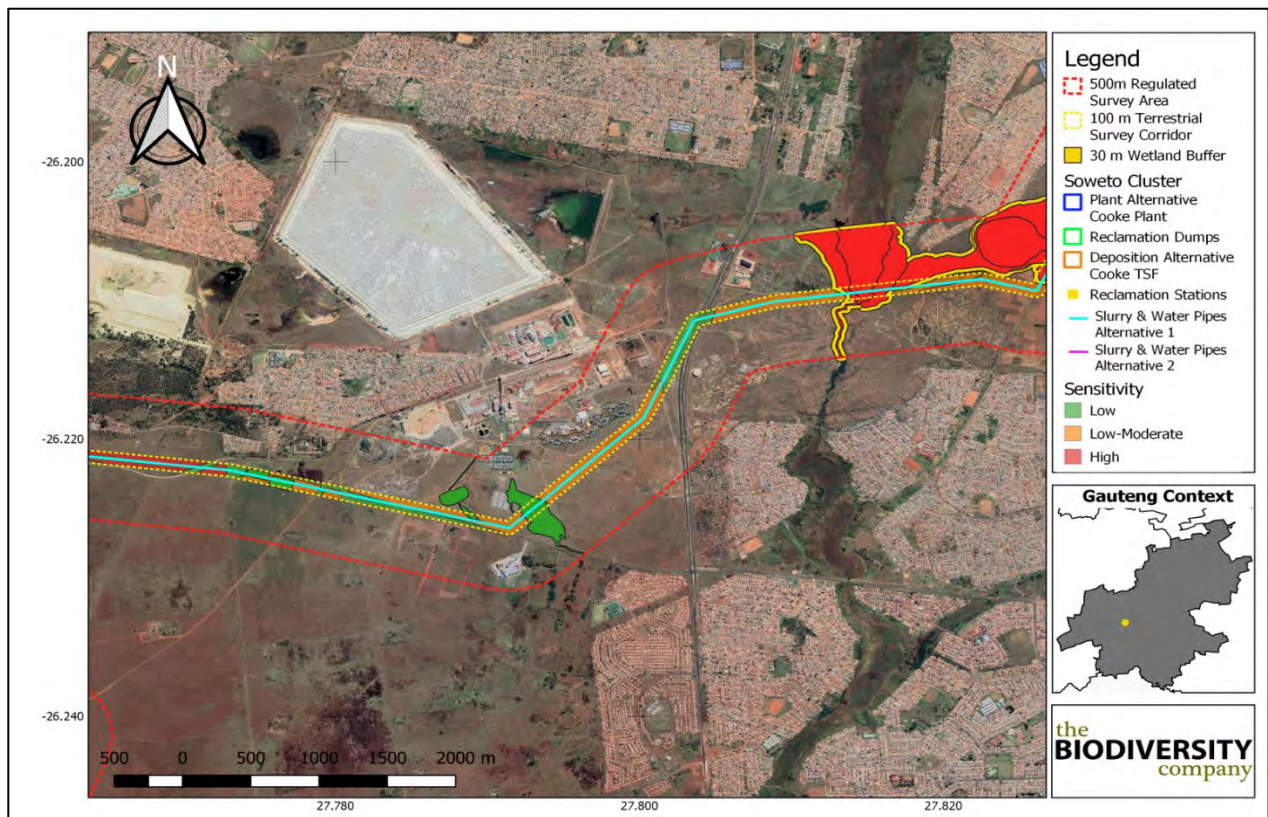 N
-26.200
-26.220
-26.240
500 0 500 1000 1500 2000 m
27.780 27.800 27.820
Legend
500m Regulated
Survey Area
100 m Terrestrial
Survey Corridor
30 m Wetland Buffer
Soweto Cluster
Plant Alternative
Cooke Plant
Reclamation Dumps
Deposition Alternative
Cooke TSF
Reclamation Stations
Slurry & Water Pipes
Alternative 1
Slurry & Water Pipes
Alternative 2
Sensitivity
Low
Low-Moderate
High
Gauteng Context
the
BIODIVERSITY
company